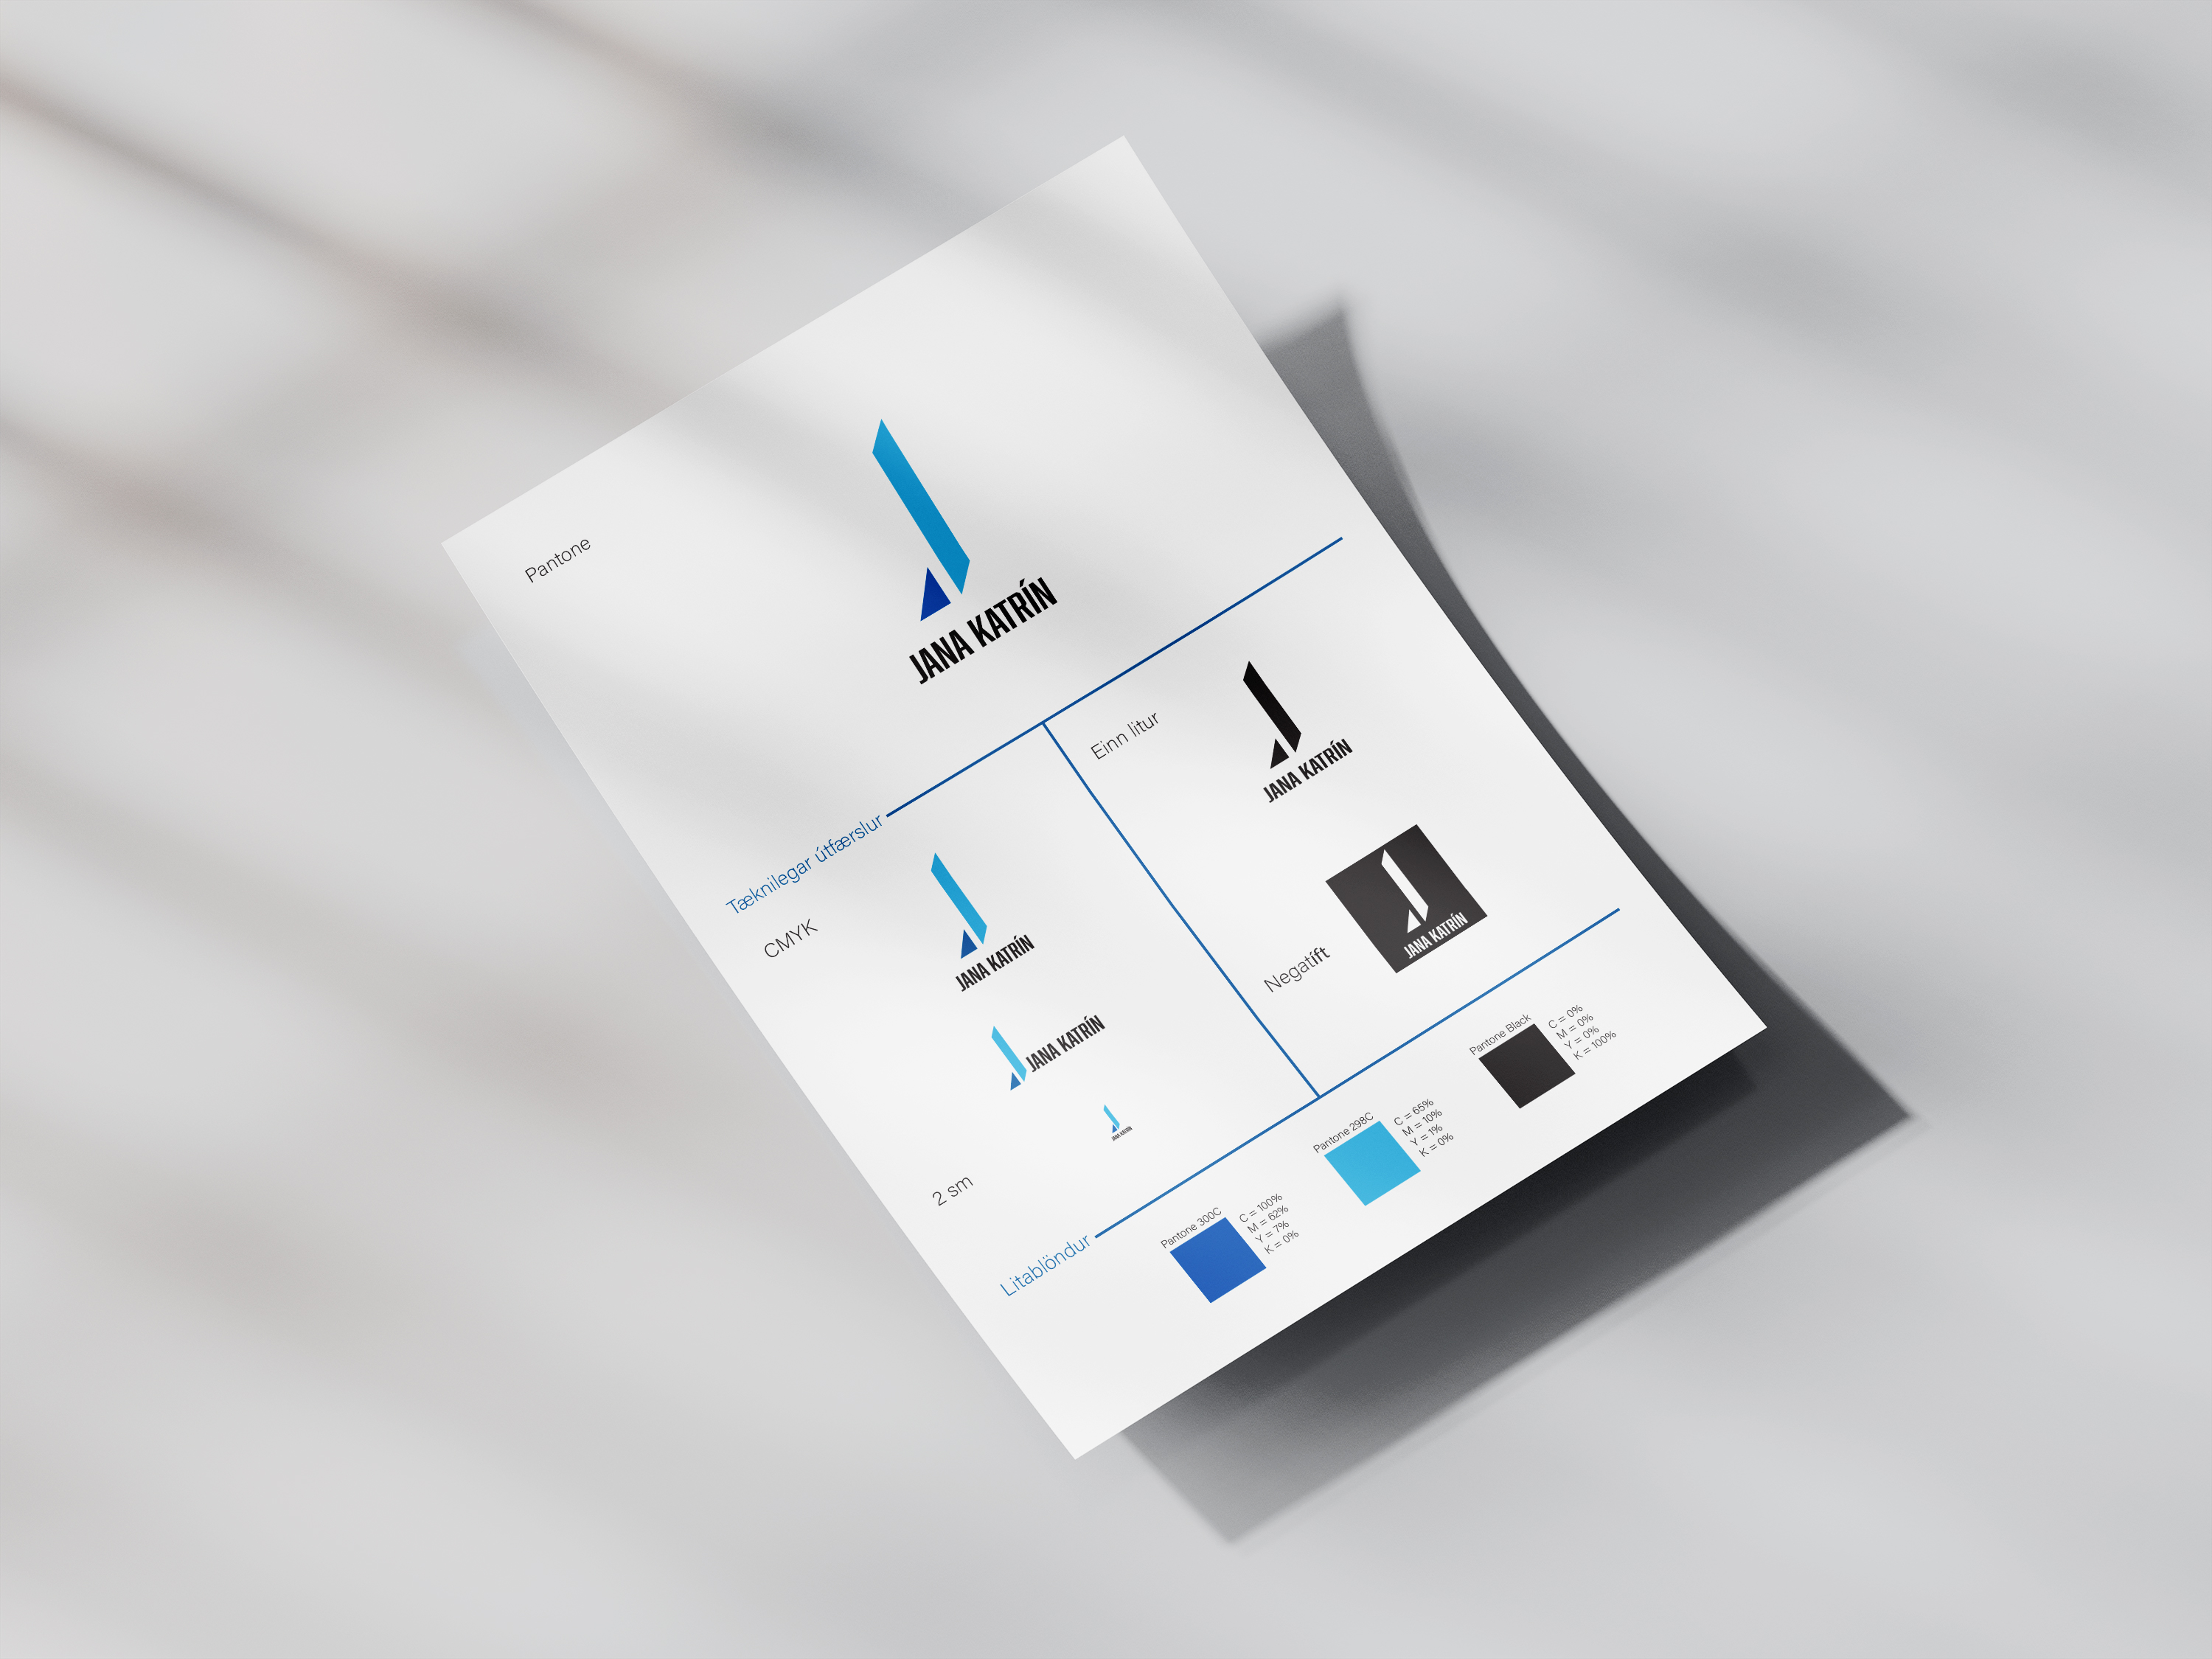 Pantone
JANA KATRÍN
Tæknilegar útfærslur
CMYK
JANA KATRÍN
JANA KATRÍN
2 sm
JANA KATRÍN
Einn litur
JANA KATRÍN
Negatíft
JANA KATRÍN
Litablöndur
Pantone 300C
C = 100%
M = 62%
Y = 7%
K = 0%
Pantone 298C
C = 65%
M = 10%
Y = 1%
K = 0%
Pantone Black
C = 0%
M = 0%
Y = 0%
K = 100%